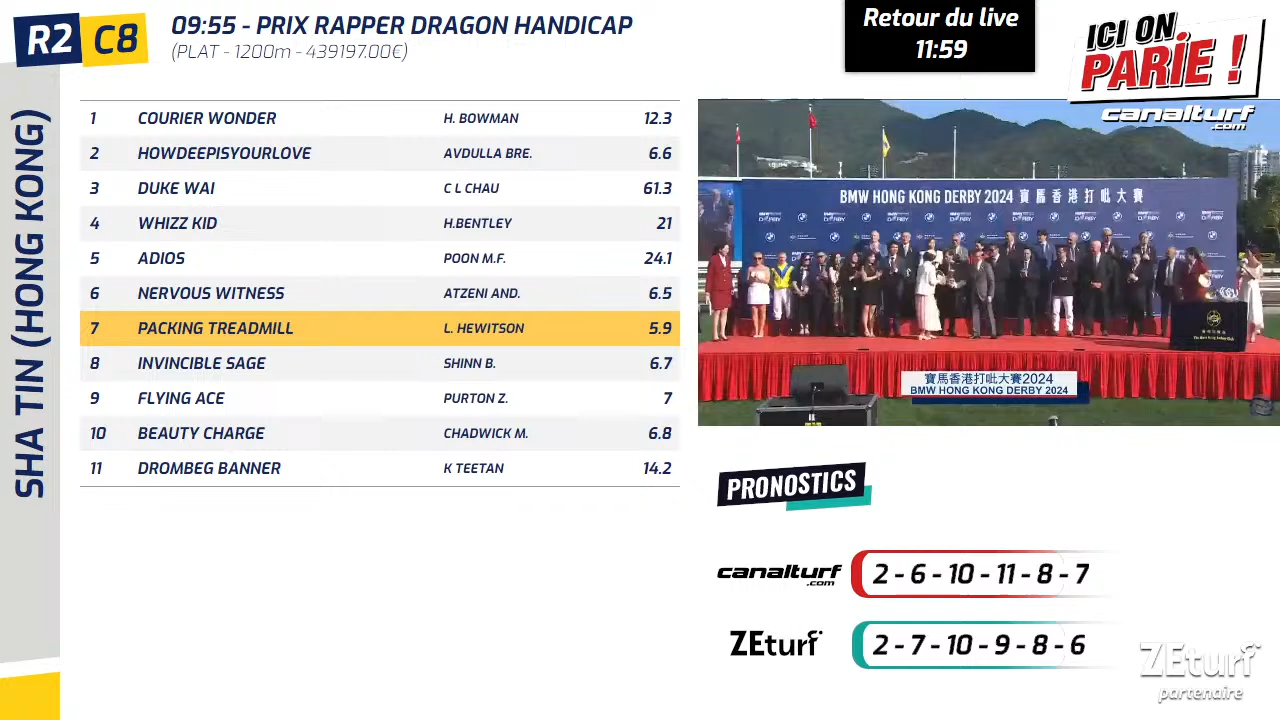 R2 C8
09:55 - PRIX RAPPER DRAGON HANDICAP
(PLAT - 1200m - 439197.00€)
Retour du live
11:59
ICI ON
PARIE !
canalturf
.com
SHA TIN (HONG KONG)
1 COURIER WONDER H. BOWMAN 12.3
2 HOWDEEPISYOURLOVE AVDULLA BRE. 6.6
3 DUKE WAI C L CHAU 61.3
4 WHIZZ KID H.BENTLEY 21
5 ADIOS POON M.F. 24.1
6 NERVOUS WITNESS ATZENI AND. 6.5
7 PACKING TREADMILL L. HEWITSON 5.9
8 INVINCIBLE SAGE SHINN B. 6.7
9 FLYING ACE PURTON Z. 7
10 BEAUTY CHARGE CHADWICK M. 6.8
11 DROMBEG BANNER K TEETAN 14.2
BMW HONG KONG DERBY 2024 寶馬香港打吡大賽
寶馬香港打吡大賽2024
BMW HONG KONG DERBY 2024
PRONOSTICS
canalturf
.com
2 - 6 - 10 - 11 - 8 - 7
ZEturf
2 - 7 - 10 - 9 - 8 - 6
ZEturf
partenaire